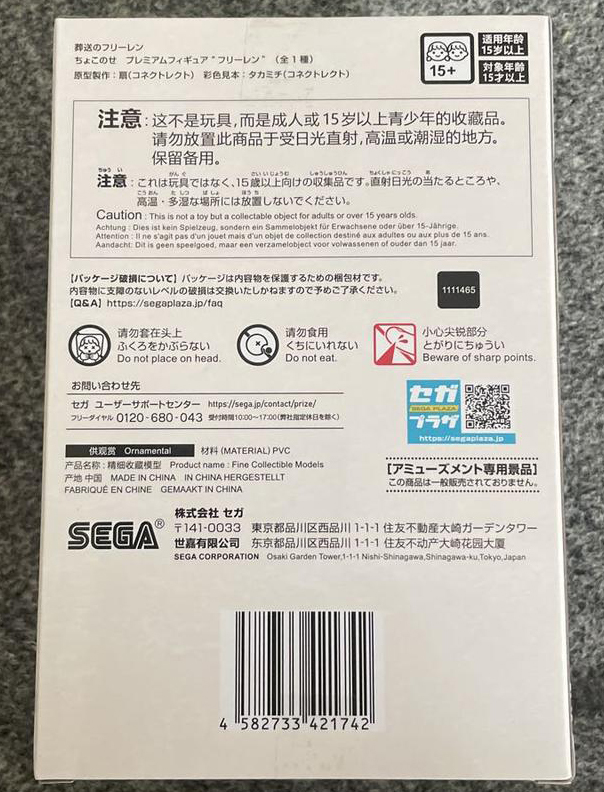 葬送のフリーレン
ちょこのせ プレミアムフィギュア"フリーレン"(全1種)
原型製作:扇(コネクトレクト) 彩色見本:タカミチ(コネクトレクト)
15+
适用年龄
15岁以上
対象年齢
15才以上
注意:这不是玩具,而是成人或15岁以上青少年的收藏品。
请勿放置此商品于受日光直射,高温或潮湿的地方。
保留备用。
注意:これは玩具ではなく、15歳以上向けの収集品です。直射日光の当たるところや、
高温・多湿な場所には放置しないでください。
Caution : This is not a toy but a collectable object for adults or over 15 years olds.
Achtung : Dies ist kein Spielzeug, sondern ein Sammelobjekt für Erwachsene oder über 15-Jährige.
Attention : Il ne s'agit pas d'un jouet mais d'un objet de collection destiné aux adultes ou aux plus de 15 ans.
Aandacht: Dit is geen speelgoed, maar een verzamelobject voor volwassenen of ouder dan 15 jaar.
【パッケージ破損について】パッケージは内容物を保護するための梱包材です。
内容物に支障のないレベルの破損は交換いたしかねますので予めご了承ください。
【Q&A】https://segaplaza.jp/faq
1111465
请勿套在头上
ふくろをかぶらない
Do not place on head.
请勿食用
くちにいれない
Do not eat.
小心尖锐部分
とがりにちゅうい
Beware of sharp points.
お問い合わせ先
セガ ユーザーサポートセンター https://sega.jp/contact/prize/
フリーダイヤル 0120-680-043 受付時間10:00〜17:00(弊社指定休日を除く)
セガ
SEGA PLAZA
プラザ
https://segaplaza.jp
供观赏 Ornamental 材料 (MATERIAL) PVC
产品名称:精细收藏模型 Product name : Fine Collectible Models
产地 中国 MADE IN CHINA IN CHINA HERGESTELLT
FABRIQUÉ EN CHINE GEMAAKT IN CHINA
【アミューズメント専用景品】
この商品は一般販売されておりません。
SEGA®
株式会社 セガ
〒141-0033 東京都品川区西品川 1-1-1 住友不動産大崎ガーデンタワー
世嘉有限公司 东京都品川区西品川 1-1-1 住友不动产大崎花园大厦
SEGA CORPORATION Osaki Garden Tower,1-1-1 Nishi-Shinagawa,Shinagawa-ku,Tokyo,Japan
4 582733 421742